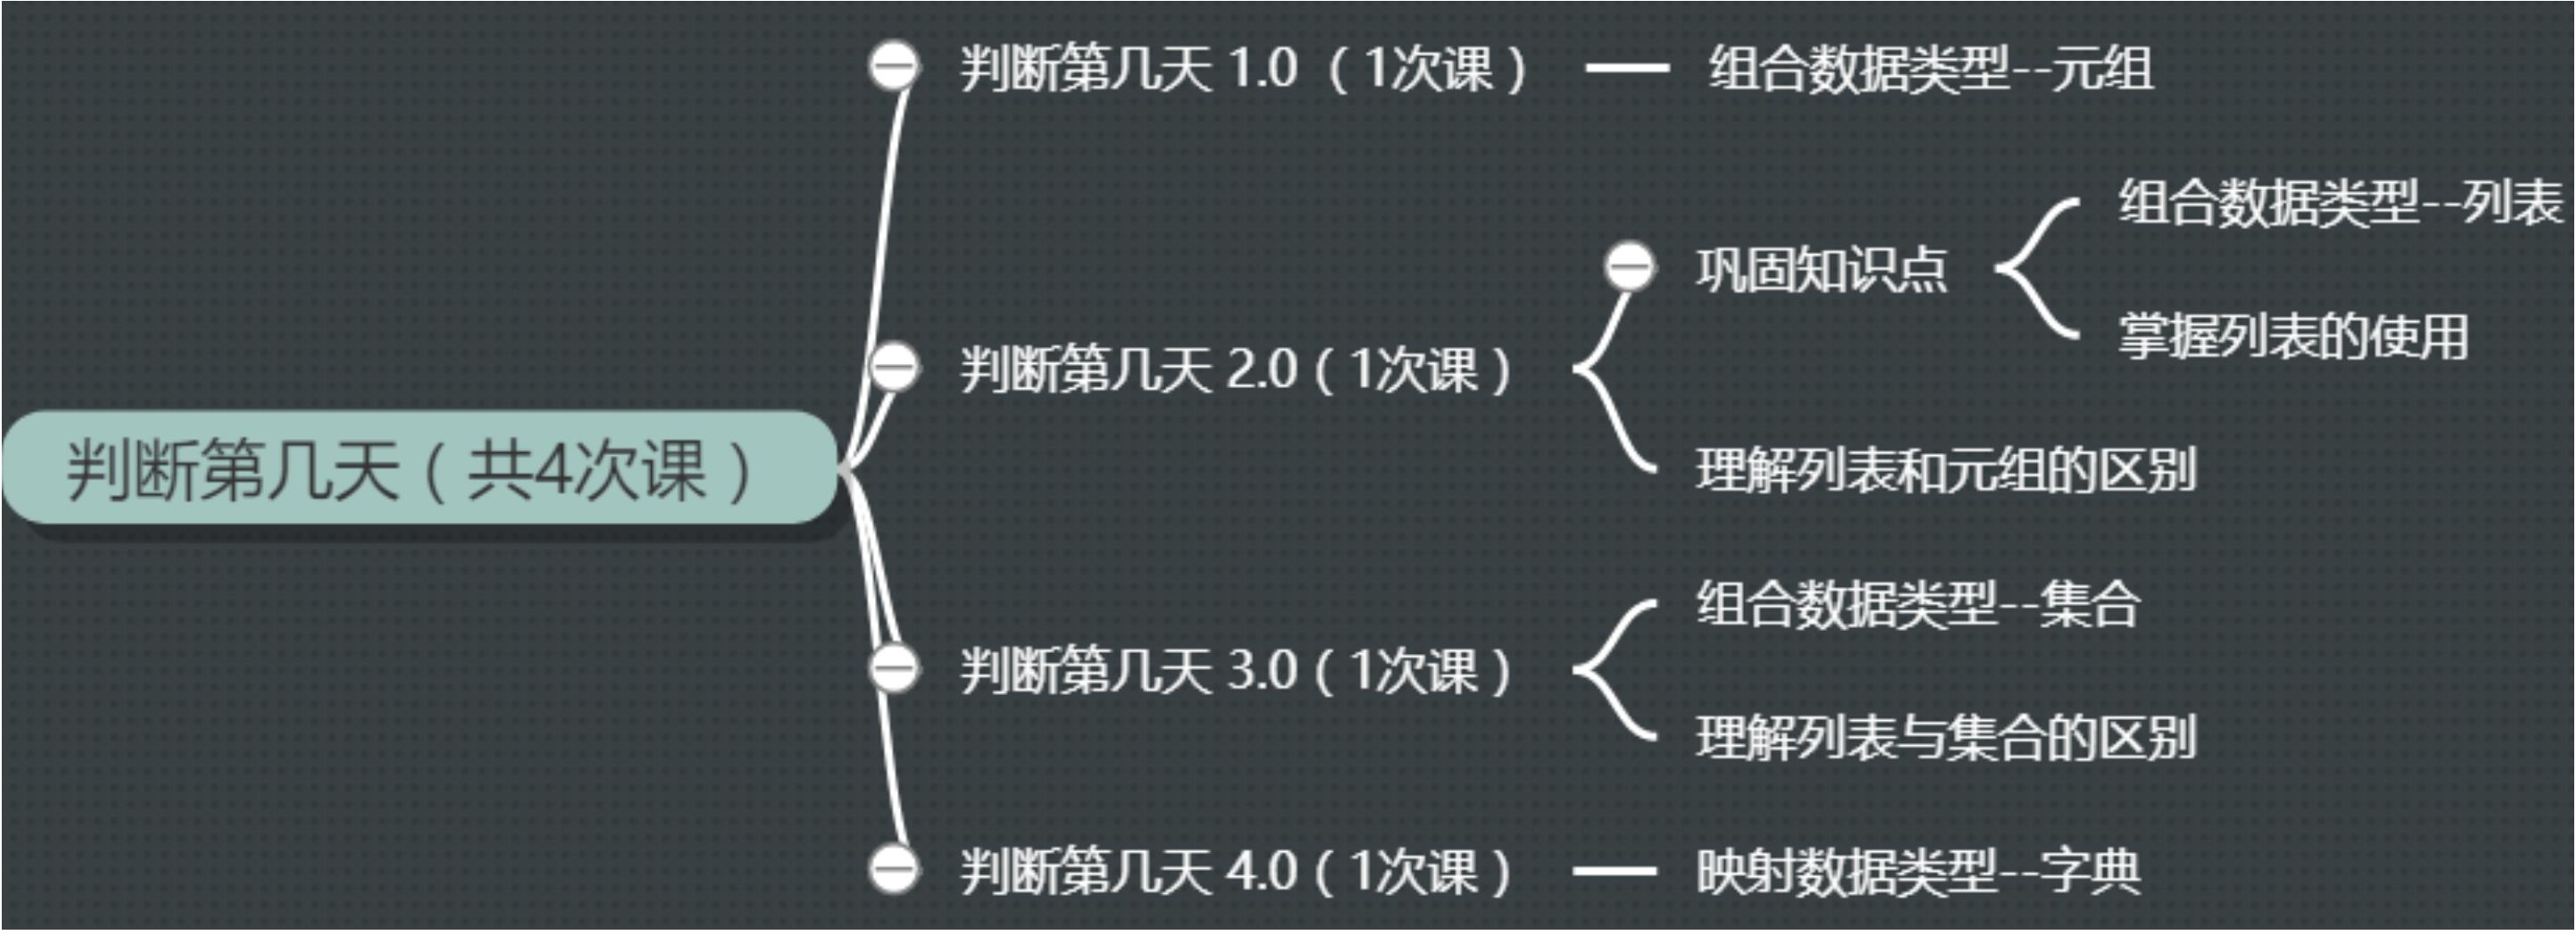 判断第几天（共4次课）
判断第几天 1.0 （1次课）
组合数据类型--元组
判断第几天 2.0（1次课）
巩固知识点
组合数据类型--列表
掌握列表的使用
理解列表和元组的区别
判断第几天 3.0（1次课）
组合数据类型--集合
理解列表与集合的区别
判断第几天 4.0（1次课）
映射数据类型--字典